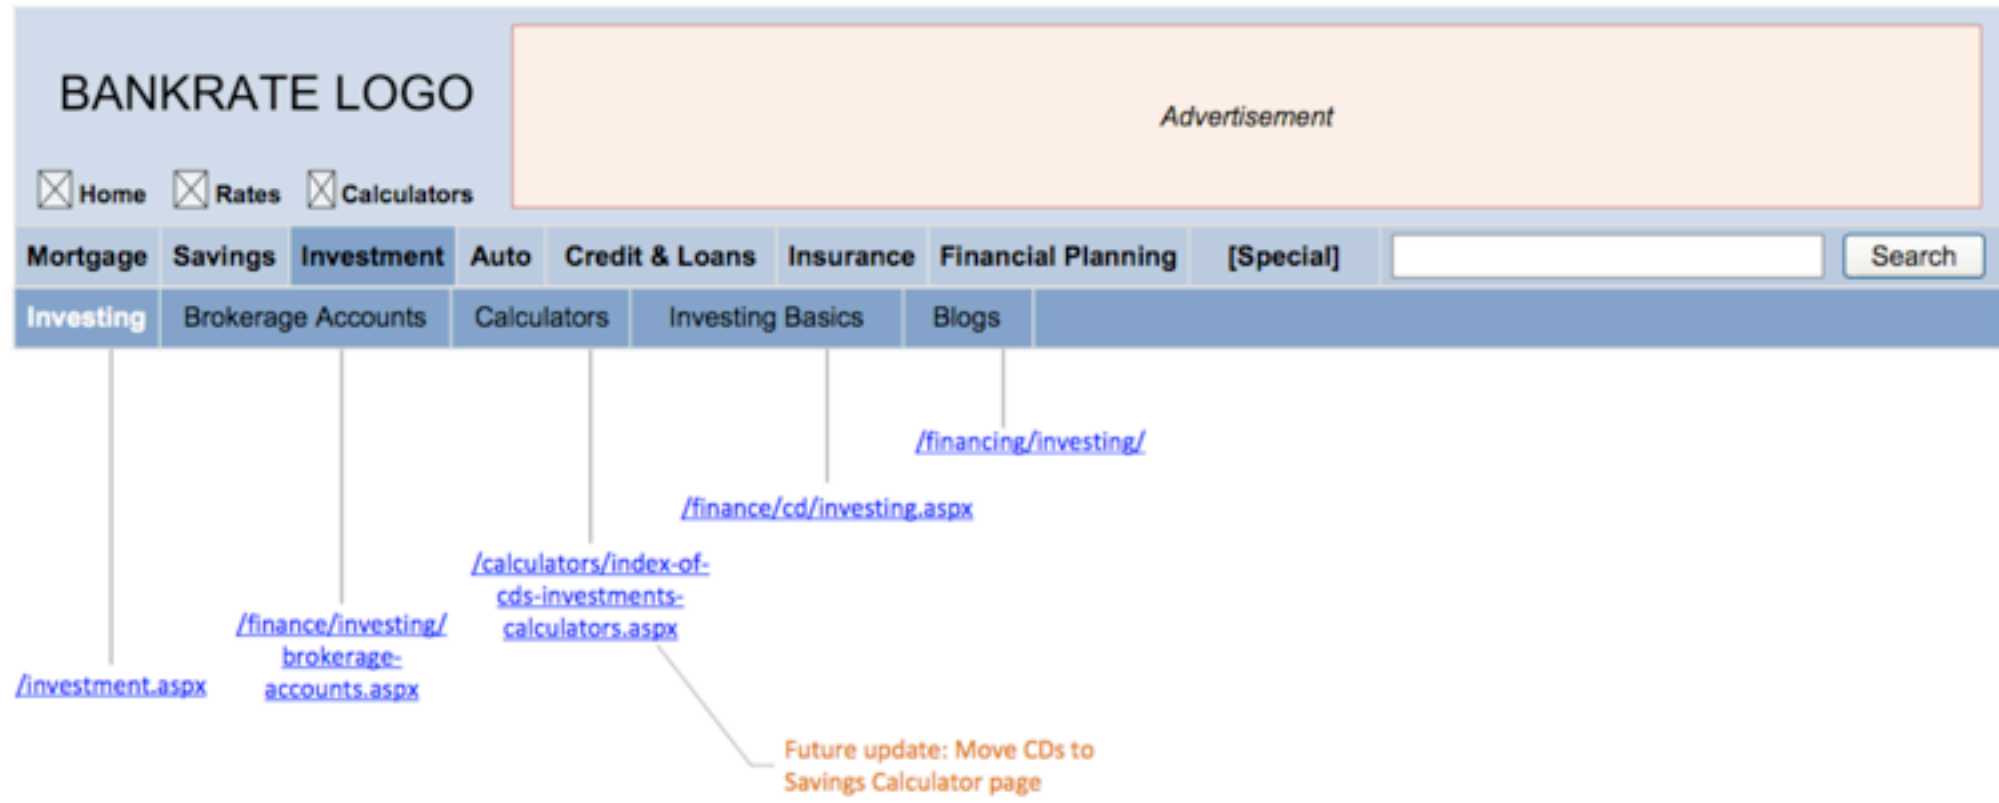 BANKRATE LOGO
Advertisement
Home Rates Calculators
Mortgage Savings Investment Auto Credit & Loans Insurance Financial Planning [Special] Search
Investing Brokerage Accounts Calculators Investing Basics Blogs
/financing/investing/
/finance/cd/investing.aspx
/calculators/index-of-
cds-investments-
calculators.aspx
/finance/investing/
brokerage-
accounts.aspx
/investment.aspx
Future update: Move CDs to
Savings Calculator page